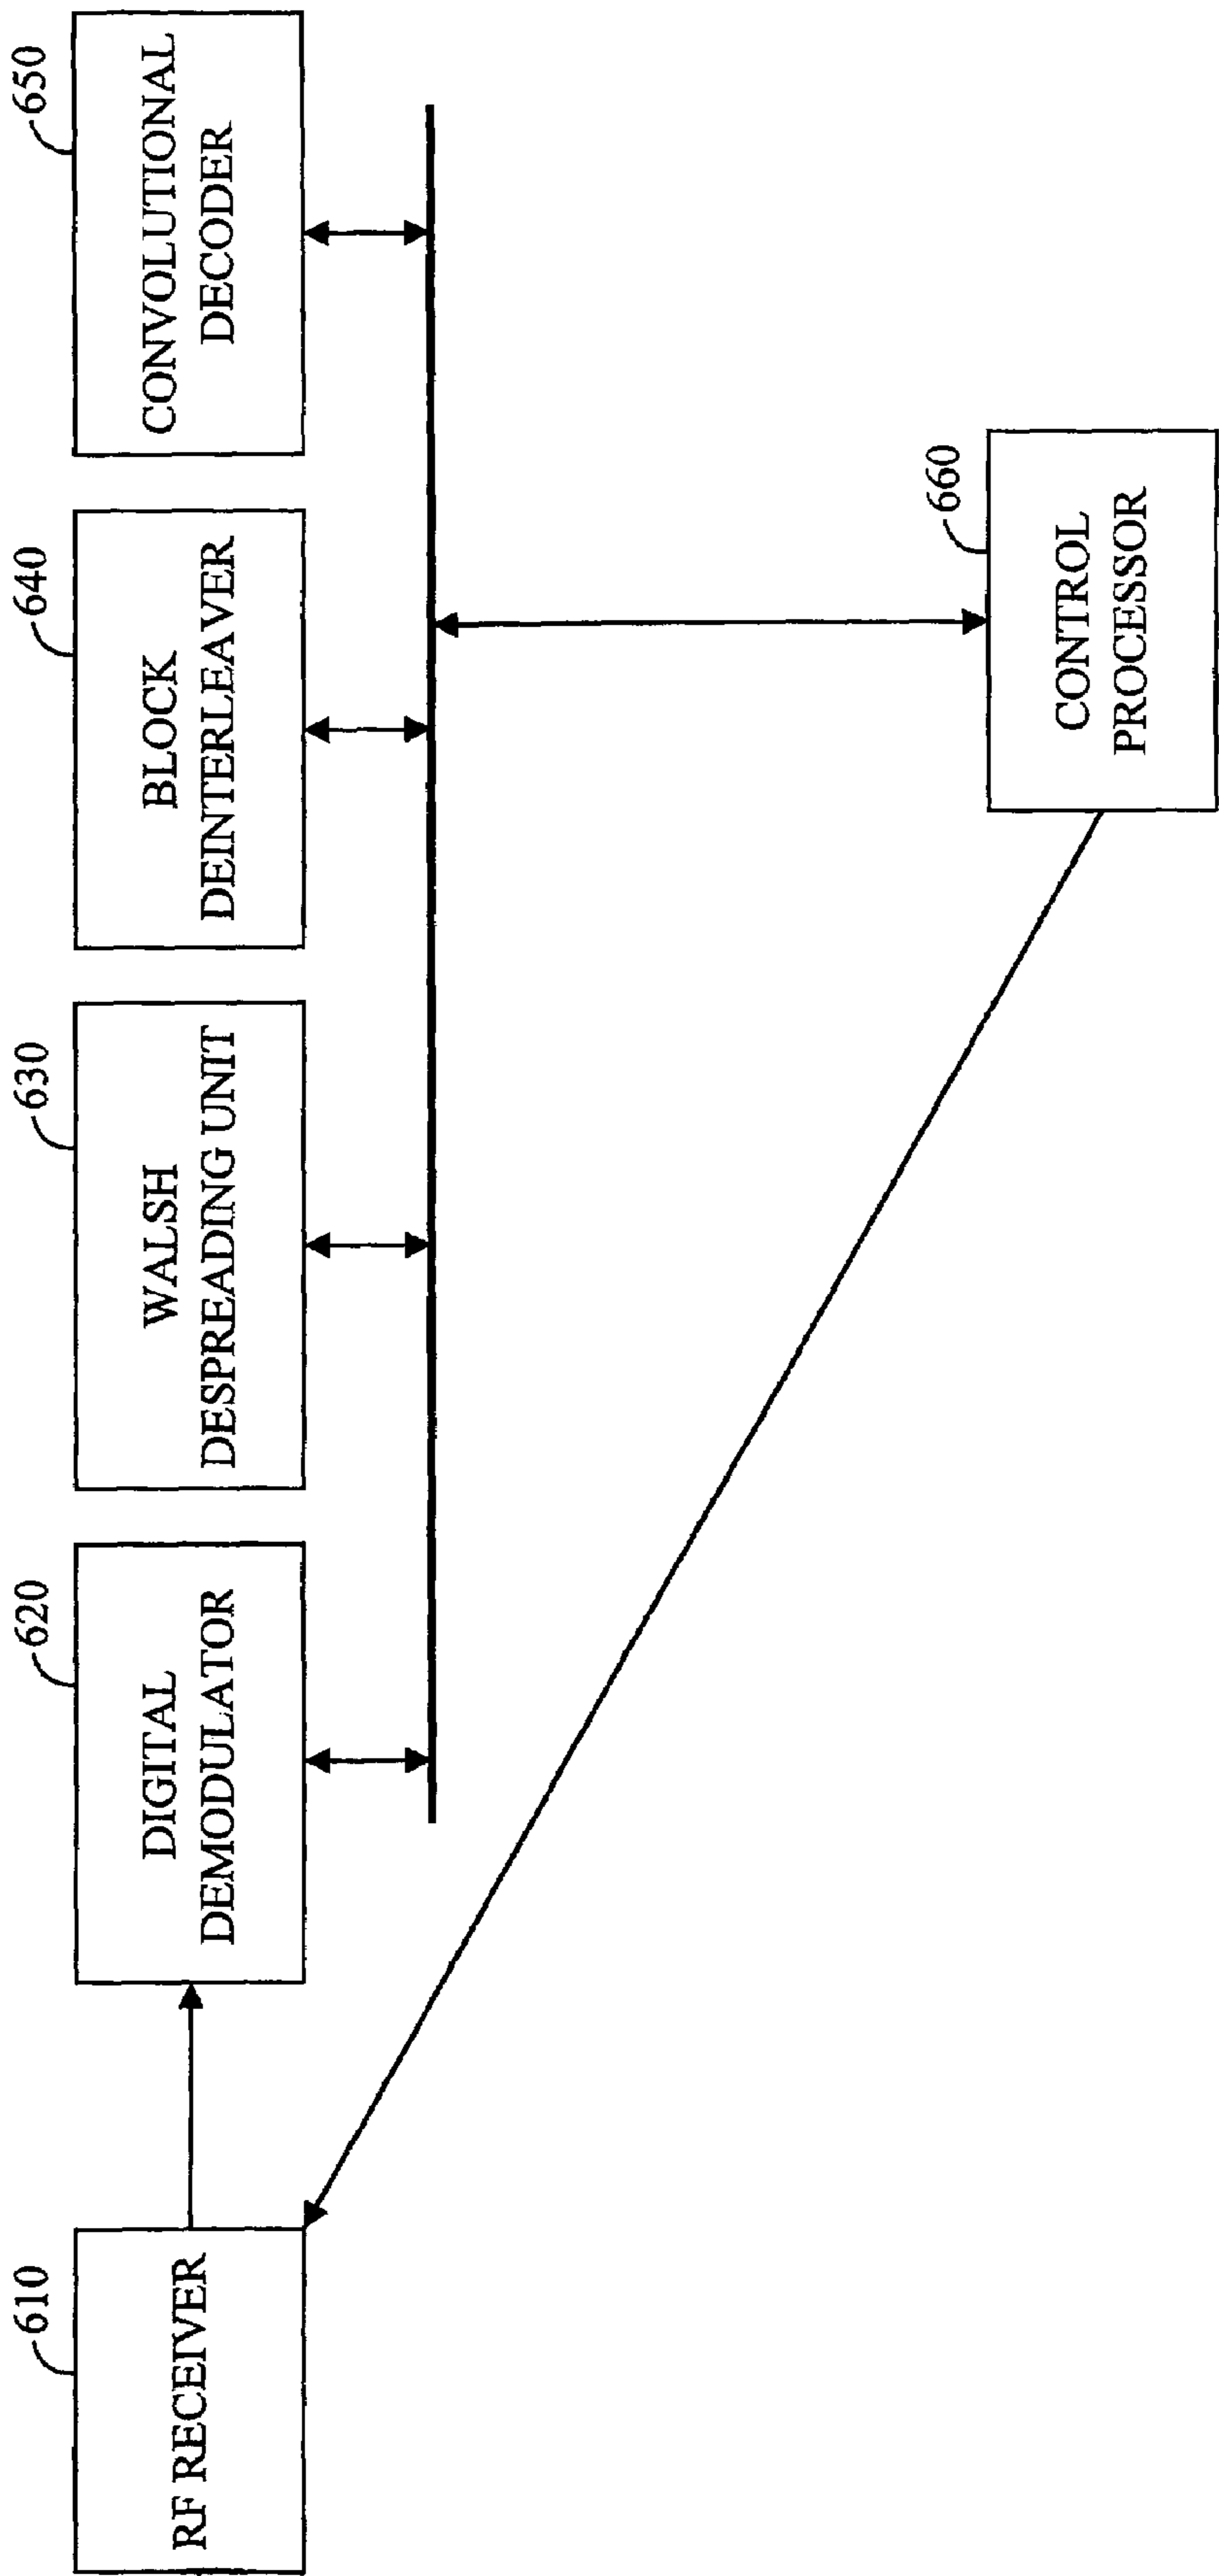 610
RF RECEIVER
620
DIGITAL
DEMODULATOR
630
WALSH
DESPREADING UNIT
640
BLOCK
DEINTERLEAVER
650
CONVOLUTIONAL
DECODER
660
CONTROL
PROCESSOR